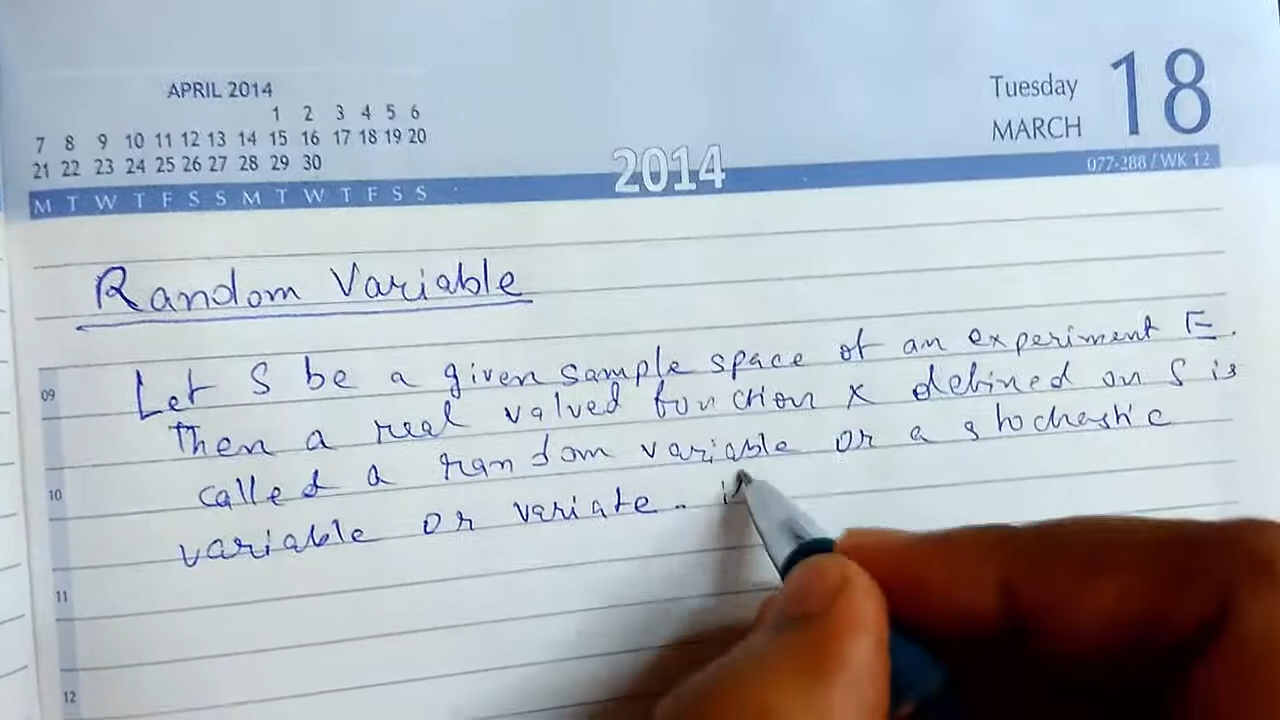 APRIL 2014
1 2 3 4 5 6
7 8 9 10 11 12 13 14 15 16 17 18 19 20
21 22 23 24 25 26 27 28 29 30
M T W T F S S M T W T F S S
2014
Tuesday
MARCH
18
077-288 / WK 12
Random Variable
09
Let S be a given sample space of an experiment E.
Then a real valued function X defined on S is
called a random variable or a stochastic
10
variable or variate.
11
12